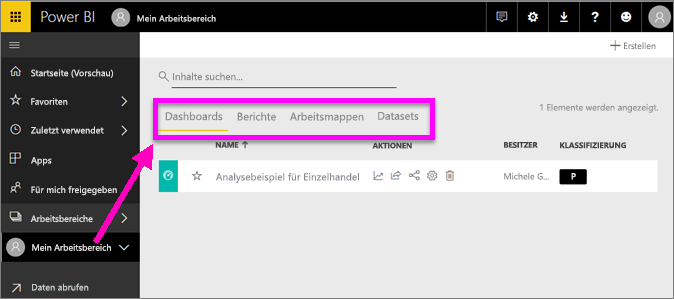 Power BI Mein Arbeitsbereich
Erstellen
Startseite (Vorschau)
Favoriten
Zuletzt verwendet
Apps
Für mich freigegeben
Arbeitsbereiche
Mein Arbeitsbereich
Daten abrufen
Inhalte suchen...
Dashboards Berichte Arbeitsmappen Datasets
1 Elemente werden angezeigt.
NAME AKTIONEN BESITZER KLASSIFIZIERUNG
Analysebeispiel für Einzelhandel Michele G... P